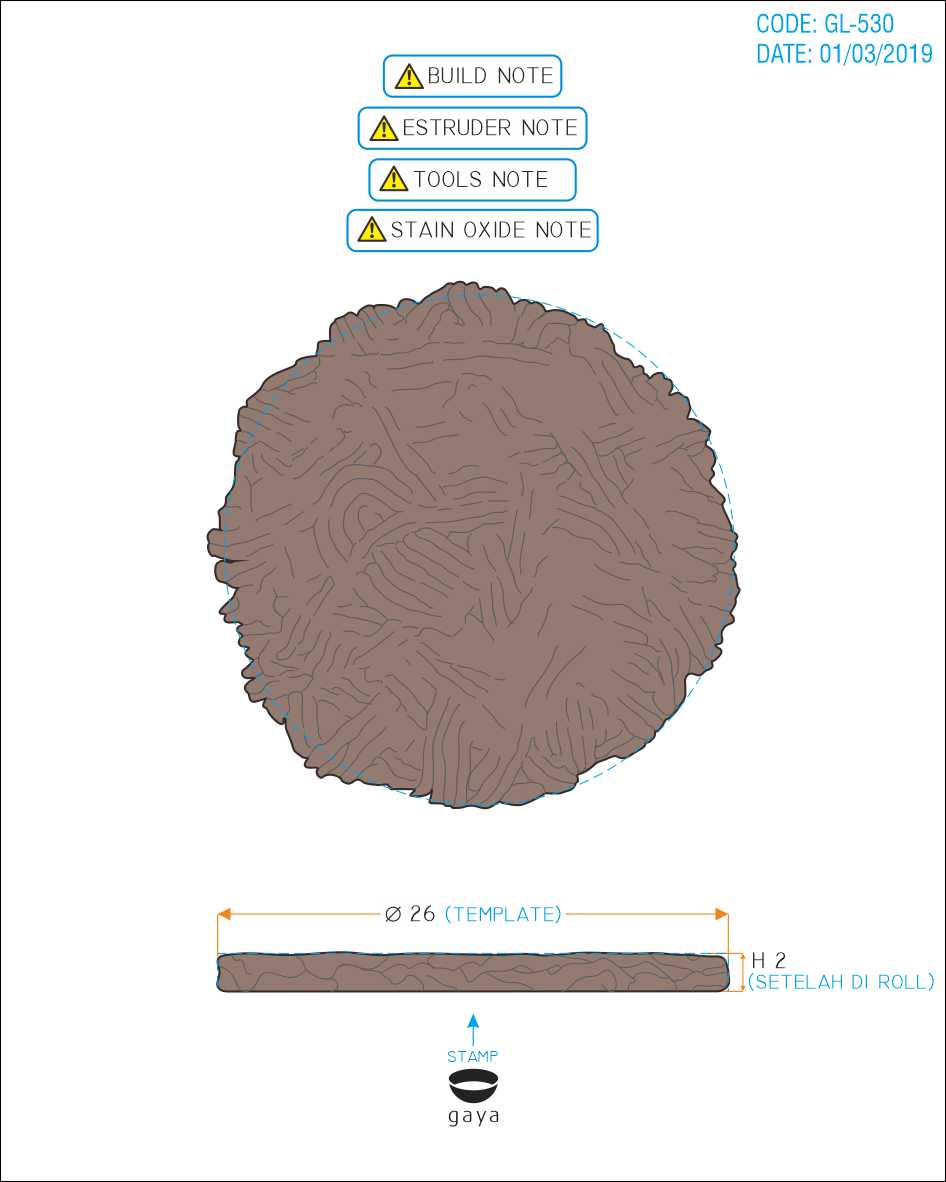 CODE: GL-530
DATE: 01/03/2019
BUILD NOTE
ESTRUDER NOTE
TOOLS NOTE
STAIN OXIDE NOTE
Ø 26 (TEMPLATE)
H 2
(SETELAH DI ROLL)
STAMP
gaya